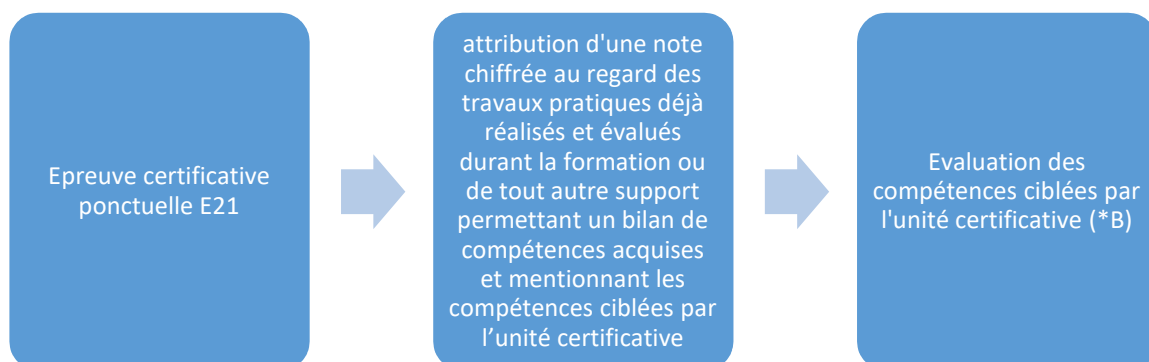 Epreuve certificative
ponctuelle E21
attribution d'une note
chiffrée au regard des
travaux pratiques déjà
réalisés et évalués
durant la formation ou
de tout autre support
permettant un bilan de
compétences acquises
et mentionnant les
compétences ciblées par
l’unité certificative
Evaluation des
compétences ciblées par
l'unité certificative (*B)